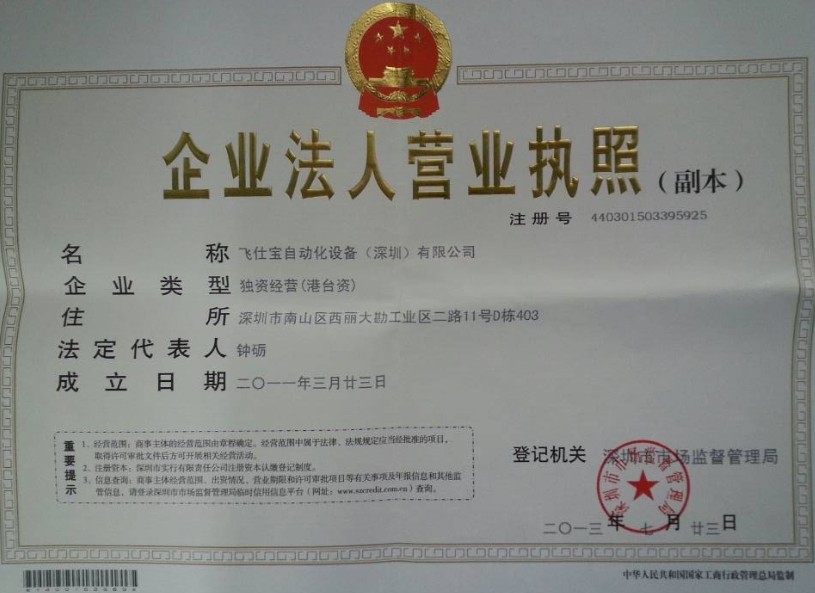 企业法人营业执照(副本)
注册号 440301503395925
名称 飞仕宝自动化设备(深圳)有限公司
企业类型 独资经营(港台资)
住所 深圳市南山区西丽大勘工业区二路11号D栋403
法定代表人 钟砺
成立日期 二〇一一年三月廿三日
重要提示
1、经营范围:商事主体的经营范围由章程确定。经营范围中属于法律、法规规定应当经批准的项目,
取得许可审批文件后方可开展相关经营活动。
2、注册资本:深圳市实行有限责任公司注册资本认缴登记制度。
3、信息查询:商事主体经营范围、出资情况、营业期限和许可审批项目等有关事项及年报信息和其他监
管信息,请登录深圳市市场监督管理局临时信用信息平台(网址:www.szcredit.com.cn)查询。
登记机关 深圳市市场监督管理局
二〇一三年七月廿三日
中华人民共和国国家工商行政管理总局监制